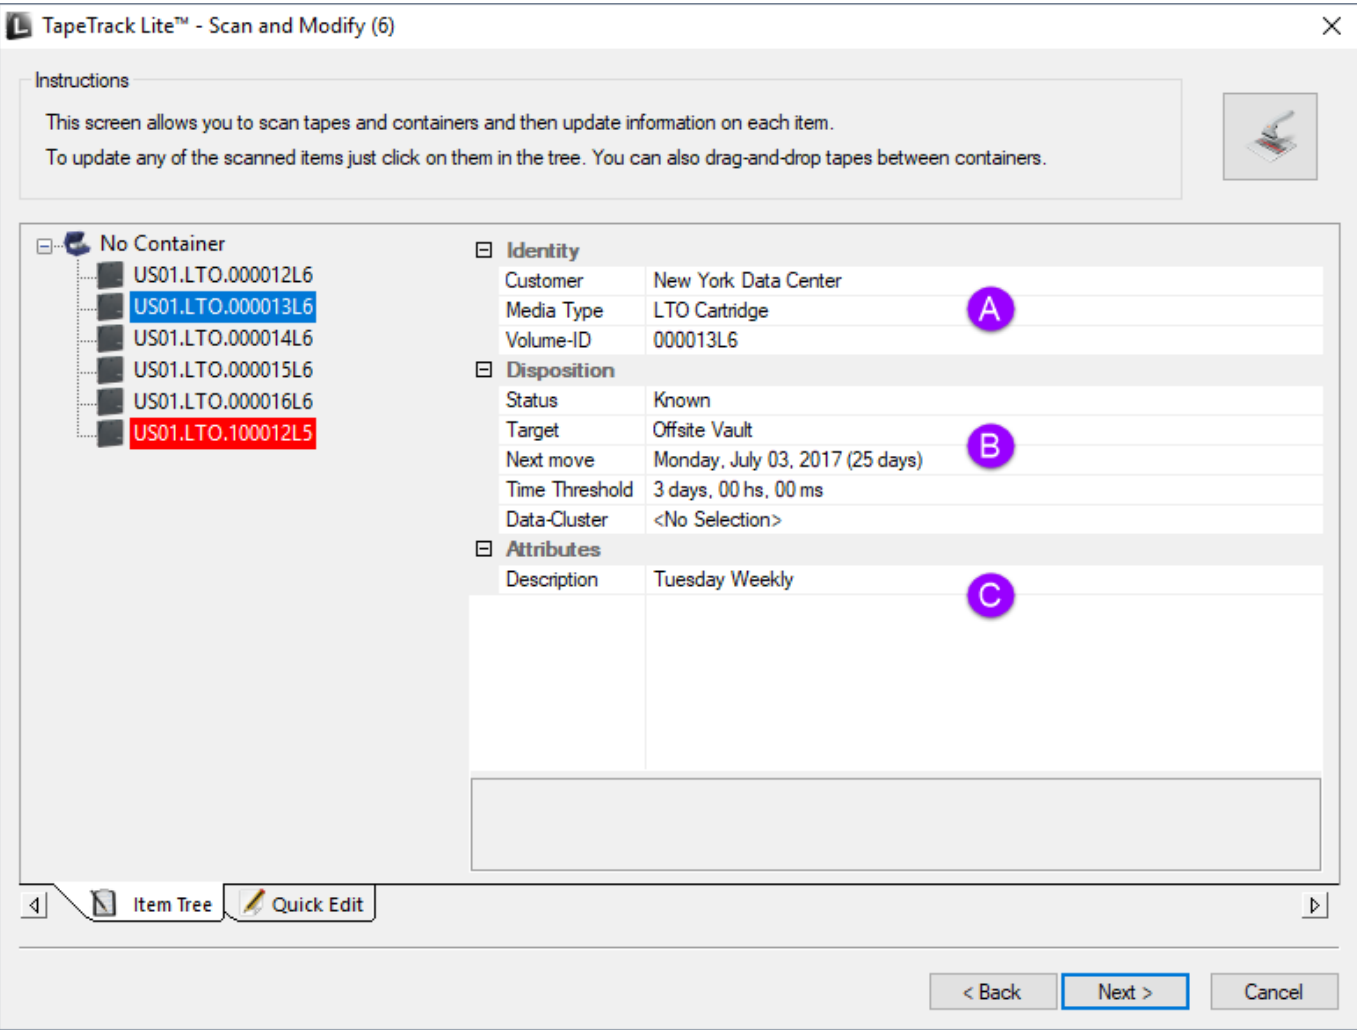 TapeTrack Lite™ - Scan and Modify (6)
Instructions
This screen allows you to scan tapes and containers and then update information on each item.
To update any of the scanned items just click on them in the tree. You can also drag-and-drop tapes between containers.
No Container
US01.LTO.000012L6
US01.LTO.000013L6
US01.LTO.000014L6
US01.LTO.000015L6
US01.LTO.000016L6
US01.LTO.100012L5
Identity
Customer New York Data Center
Media Type LTO Cartridge
A
Volume-ID 000013L6
Disposition
Status Known
Target Offsite Vault
B
Next move Monday, July 03, 2017 (25 days)
Time Threshold 3 days, 00 hs, 00 ms
Data-Cluster <No Selection>
Attributes
Description Tuesday Weekly
C
Item Tree Quick Edit
< Back Next > Cancel